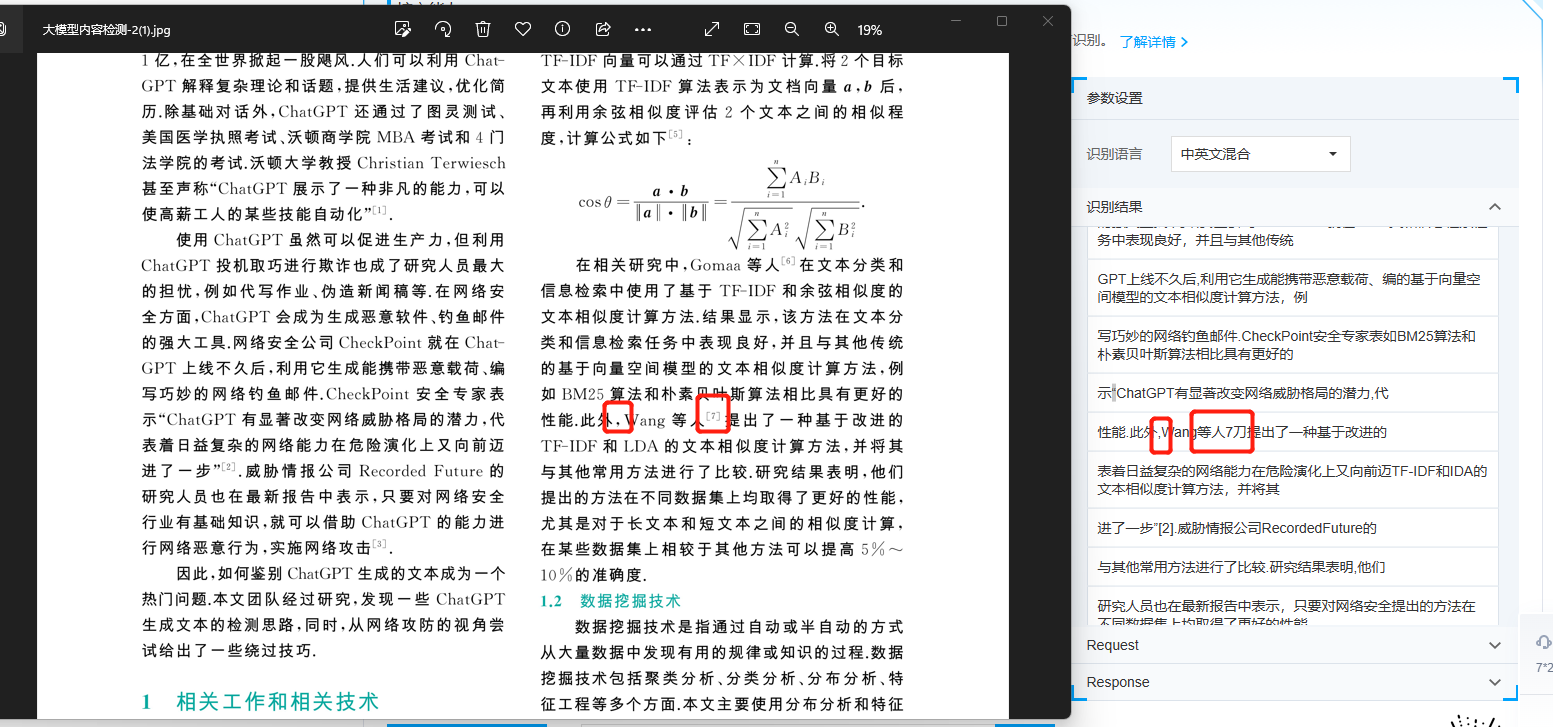 大模型内容检测-2(1).jpg
19%
1 亿,在全世界掀起一股飓风.人们可以利用 Chat-
GPT 解释复杂理论和话题,提供生活建议,优化简
历.除基础对话外,ChatGPT 还通过了图灵测试、
美国医学执照考试、沃顿商学院 MBA 考试和 4 门
法学院的考试.沃顿大学教授 Christian Terwiesch
甚至声称“ChatGPT 展示了一种非凡的能力,可以
使高薪工人的某些技能自动化”[1].
使用 ChatGPT 虽然可以促进生产力,但利用
ChatGPT 投机取巧进行欺诈也成了研究人员最大
的担忧,例如代写作业、伪造新闻稿等.在网络安
全方面,ChatGPT 会成为生成恶意软件、钓鱼邮件
的强大工具.网络安全公司 CheckPoint 就在 Chat-
GPT 上线不久后,利用它生成能携带恶意载荷、编
写巧妙的网络钓鱼邮件.CheckPoint 安全专家表
示“ChatGPT 有显著改变网络威胁格局的潜力,代
表着日益复杂的网络能力在危险演化上又向前迈
进了一步”[2].威胁情报公司 Recorded Future 的
研究人员也在最新报告中表示,只要对网络安全
行业有基础知识,就可以借助 ChatGPT 的能力进
行网络恶意行为,实施网络攻击[3].
因此,如何鉴别 ChatGPT 生成的文本成为一个
热门问题.本文团队经过研究,发现一些 ChatGPT
生成文本的检测思路,同时,从网络攻防的视角尝
试给出了一些绕过技巧.
1 相关工作和相关技术
TF-IDF 向量可以通过 TF×IDF 计算.将 2 个目标
文本使用 TF-IDF 算法表示为文档向量 a,b 后,
再利用余弦相似度评估 2 个文本之间的相似程
度,计算公式如下[5]:
cos θ = a · b / ‖a‖ · ‖b‖ = ∑_{i=1}^{n} A_i B_i / √(∑_{i=1}^{n} A_i^2) √(∑_{i=1}^{n} B_i^2).
在相关研究中,Gomaa 等人[6]在文本分类和
信息检索中使用了基于 TF-IDF 和余弦相似度的
文本相似度计算方法.结果显示,该方法在文本分
类和信息检索任务中表现良好,并且与其他传统
的基于向量空间模型的文本相似度计算方法,例
如 BM25 算法和朴素贝叶斯算法相比具有更好的
性能.此外,Wang 等人[7]提出了一种基于改进的
TF-IDF 和 LDA 的文本相似度计算方法,并将其
与其他常用方法进行了比较.研究结果表明,他们
提出的方法在不同数据集上均取得了更好的性能,
尤其是对于长文本和短文本之间的相似度计算,
在某些数据集上相较于其他方法可以提高 5%~
10%的准确度.
1.2 数据挖掘技术
数据挖掘技术是指通过自动或半自动的方式
从大量数据中发现有用的规律或知识的过程.数据
挖掘技术包括聚类分析、分类分析、分布分析、特
征工程等多个方面.本文主要使用分布分析和特征
识别。 了解详情
参数设置
识别语言 中英文混合
识别结果
务中表现良好，并且与其他传统
GPT上线不久后,利用它生成能携带恶意载荷、编的基于向量空
间模型的文本相似度计算方法，例
写巧妙的网络钓鱼邮件.CheckPoint安全专家表如BM25算法和
朴素贝叶斯算法相比具有更好的
示“ChatGPT有显著改变网络威胁格局的潜力,代
性能.此外,Wang等人7刀提出了一种基于改进的
表着日益复杂的网络能力在危险演化上又向前迈TF-IDF和IDA的
文本相似度计算方法，并将其
进了一步”[2].威胁情报公司RecordedFuture的
与其他常用方法进行了比较.研究结果表明,他们
研究人员也在最新报告中表示，只要对网络安全提出的方法在
不同数据集上均取得了更好的性能
Request
Response
7*2